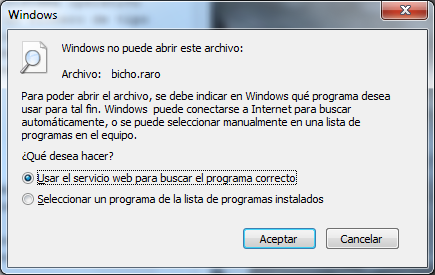 Windows
Windows no puede abrir este archivo:
Archivo: bicho.raro
Para poder abrir el archivo, se debe indicar en Windows qué programa desea
usar para tal fin. Windows puede conectarse a Internet para buscar
automáticamente, o se puede seleccionar manualmente en una lista de
programas en el equipo.
¿Qué desea hacer?
Usar el servicio web para buscar el programa correcto
Seleccionar un programa de la lista de programas instalados
Aceptar
Cancelar